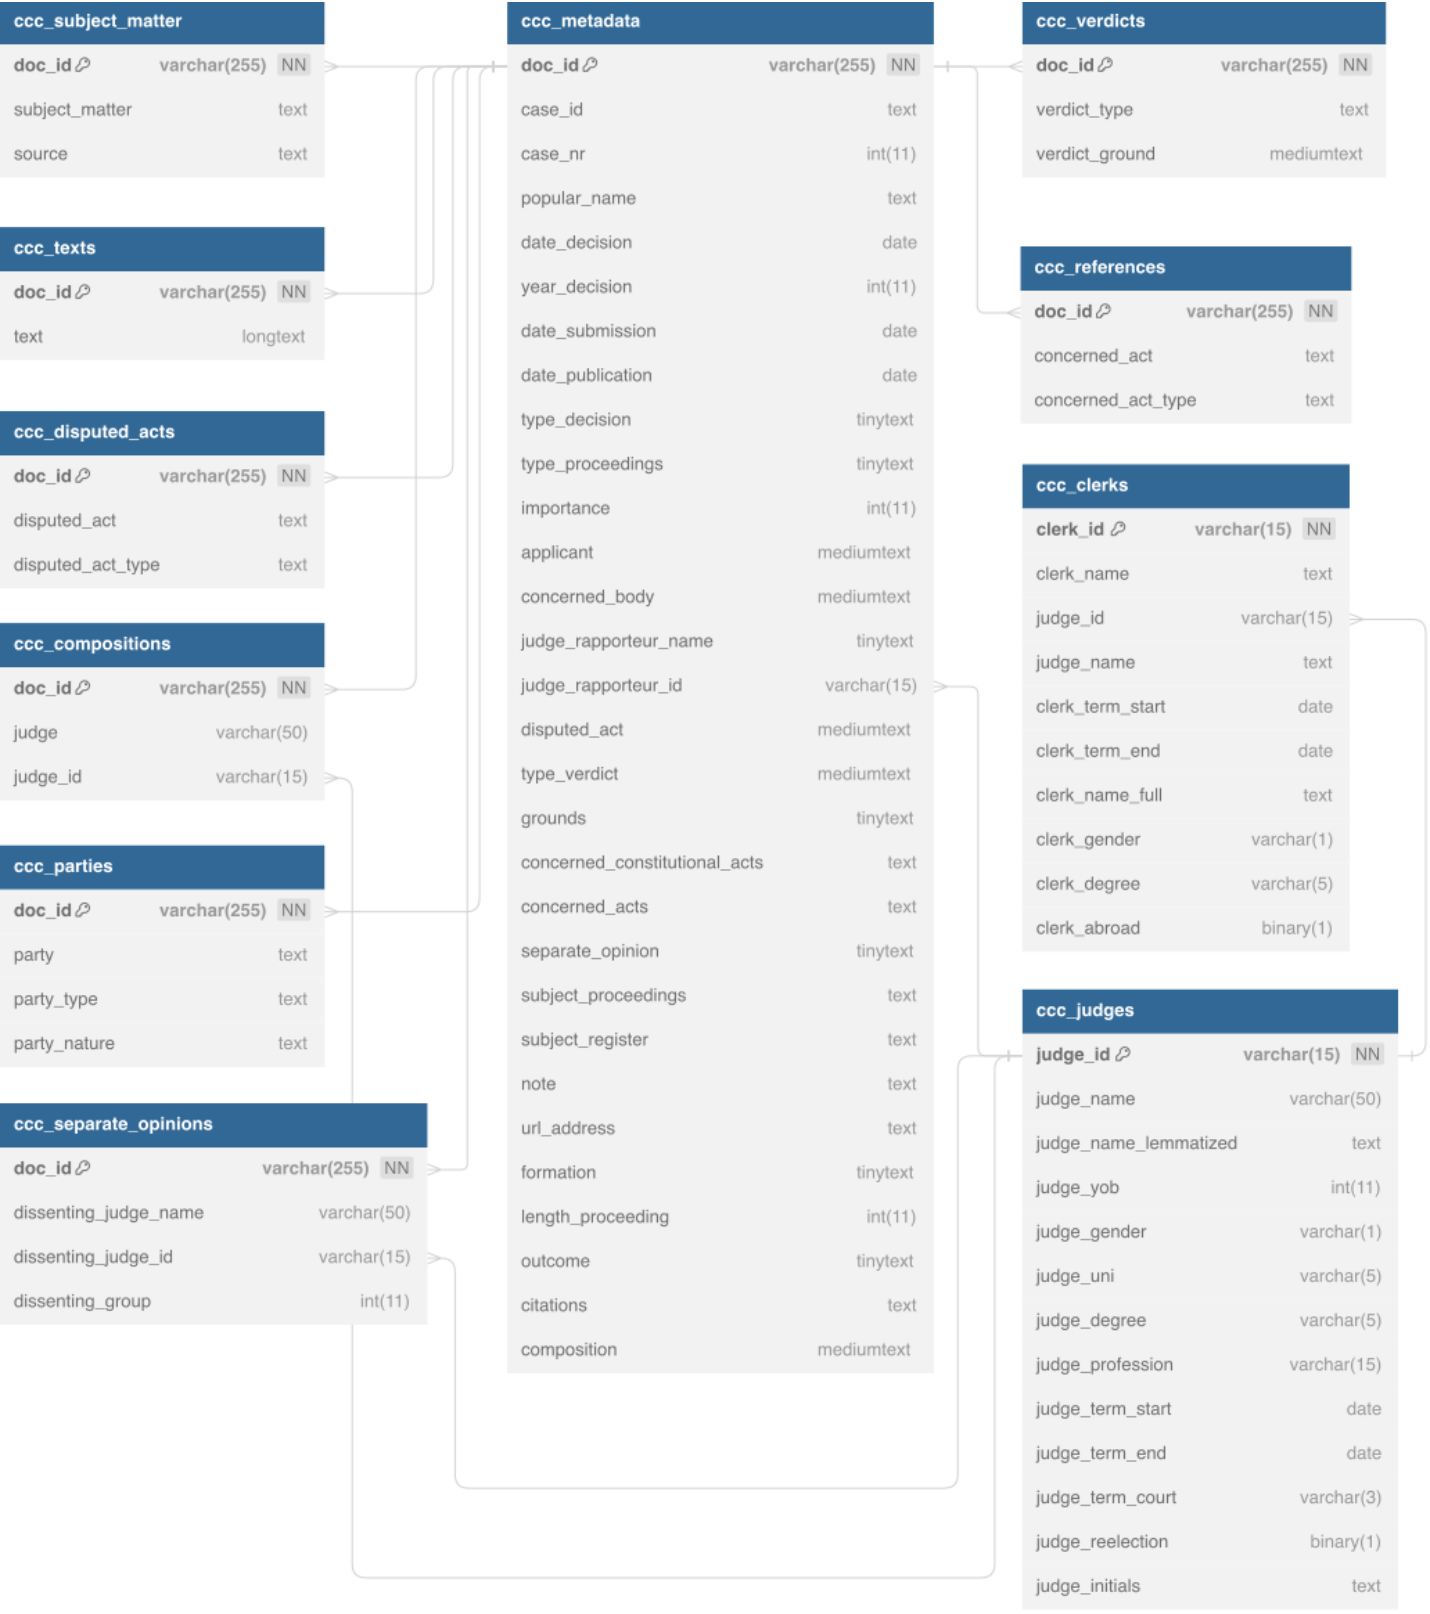 ccc_subject_matter
doc_id varchar(255) NN
subject_matter text
source text
ccc_texts
doc_id varchar(255) NN
text longtext
ccc_disputed_acts
doc_id varchar(255) NN
disputed_act text
disputed_act_type text
ccc_compositions
doc_id varchar(255) NN
judge varchar(50)
judge_id varchar(15)
ccc_parties
doc_id varchar(255) NN
party text
party_type text
party_nature text
ccc_separate_opinions
doc_id varchar(255) NN
dissenting_judge_name varchar(50)
dissenting_judge_id varchar(15)
dissenting_group int(11)
ccc_metadata
doc_id varchar(255) NN
case_id text
case_nr int(11)
popular_name text
date_decision date
year_decision int(11)
date_submission date
date_publication date
type_decision tinytext
type_proceedings tinytext
importance int(11)
applicant mediumtext
concerned_body mediumtext
judge_rapporteur_name tinytext
judge_rapporteur_id varchar(15)
disputed_act mediumtext
type_verdict mediumtext
grounds tinytext
concerned_constitutional_acts text
concerned_acts text
separate_opinion tinytext
subject_proceedings text
subject_register text
note text
url_address text
formation tinytext
length_proceeding int(11)
outcome tinytext
citations text
composition mediumtext
ccc_verdicts
doc_id varchar(255) NN
verdict_type text
verdict_ground mediumtext
ccc_references
doc_id varchar(255) NN
concerned_act text
concerned_act_type text
ccc_clerks
clerk_id varchar(15) NN
clerk_name text
judge_id varchar(15)
judge_name text
clerk_term_start date
clerk_term_end date
clerk_name_full text
clerk_gender varchar(1)
clerk_degree varchar(5)
clerk_abroad binary(1)
ccc_judges
judge_id varchar(15) NN
judge_name varchar(50)
judge_name_lemmatized text
judge_yob int(11)
judge_gender varchar(1)
judge_uni varchar(5)
judge_degree varchar(5)
judge_profession varchar(15)
judge_term_start date
judge_term_end date
judge_term_court varchar(3)
judge_reelection binary(1)
judge_initials text